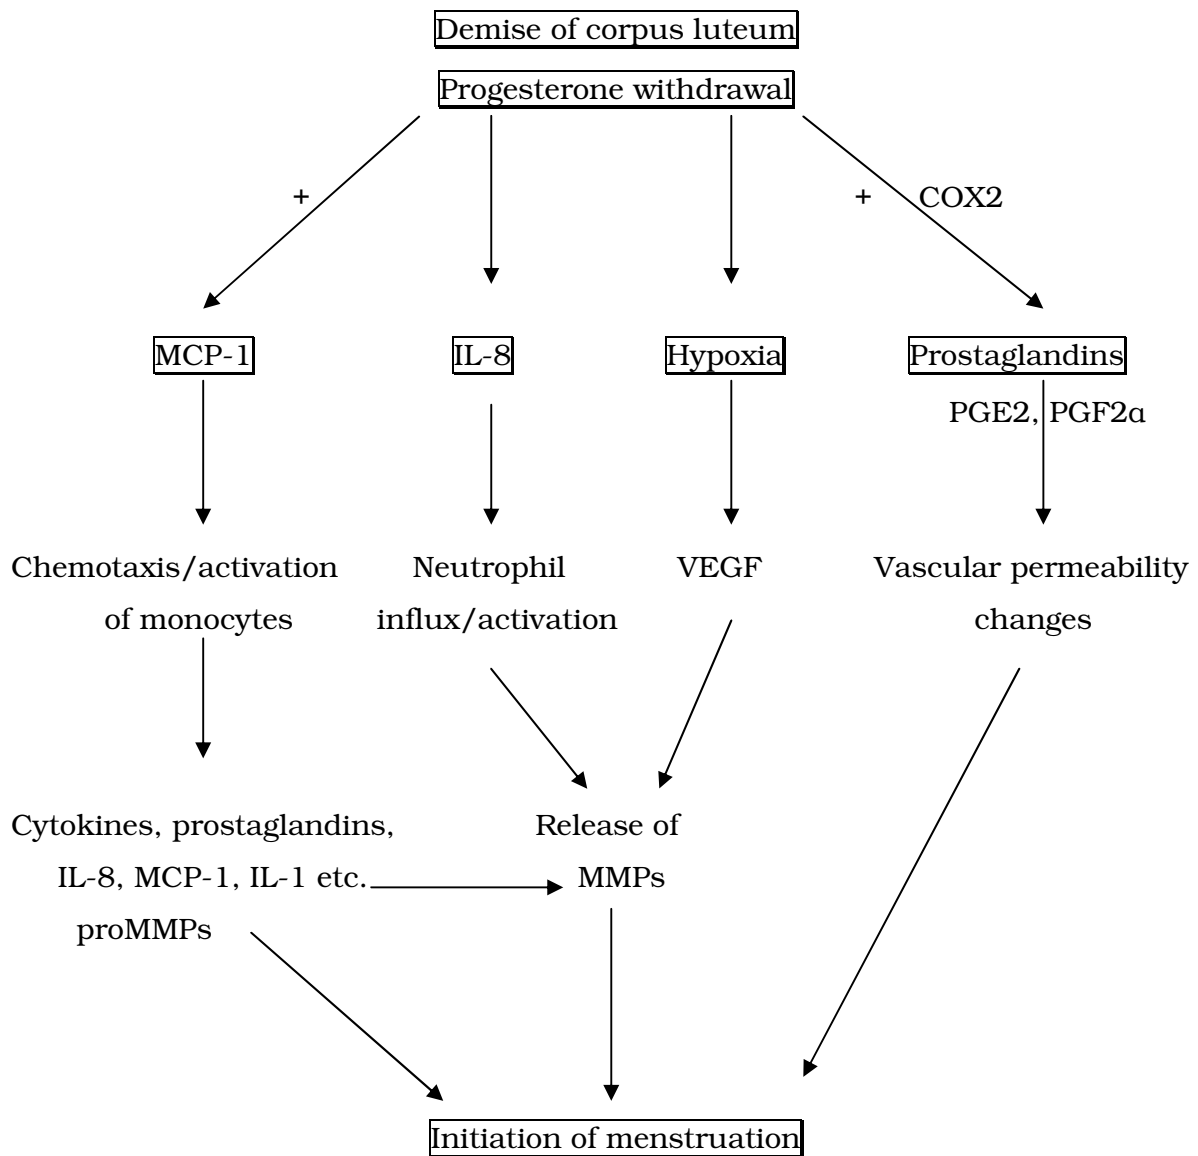 Demise of corpus luteum
Progesterone withdrawal
+ + COX2
MCP-1 IL-8 Hypoxia Prostaglandins
PGE2, PGF2α
Chemotaxis/activation Neutrophil VEGF Vascular permeability
of monocytes influx/activation changes
Cytokines, prostaglandins, Release of
IL-8, MCP-1, IL-1 etc. MMPs
proMMPs
Initiation of menstruation